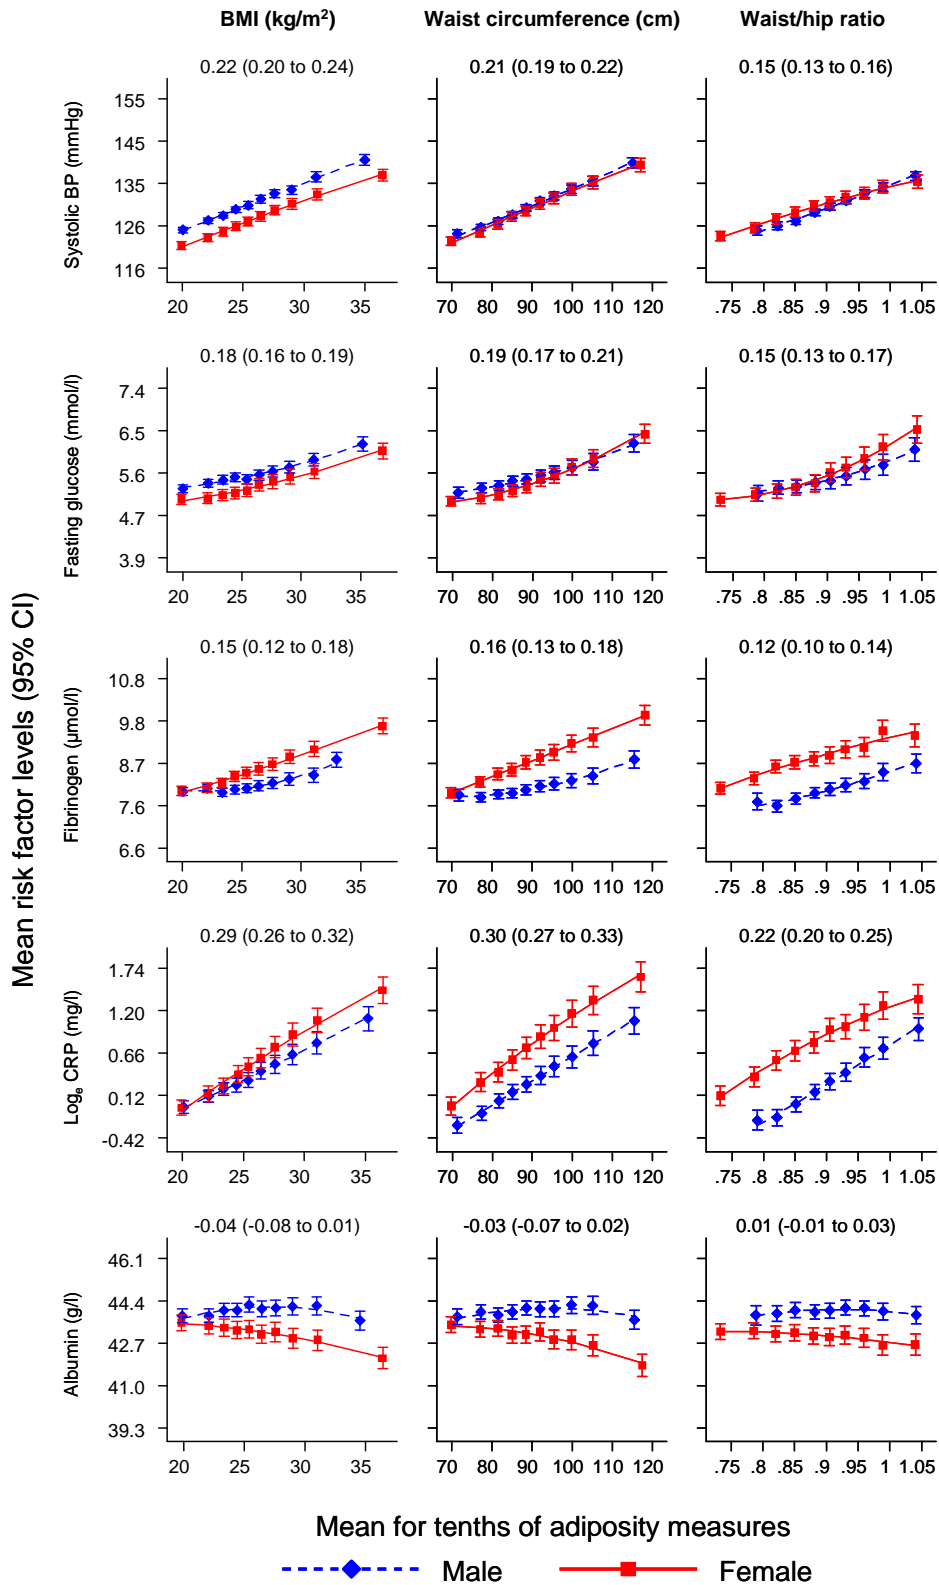 BMI (kg/m²) Waist circumference (cm) Waist/hip ratio
0.22 (0.20 to 0.24) 0.21 (0.19 to 0.22) 0.15 (0.13 to 0.16)
Systolic BP (mmHg)
155
145
135
126
116
20 25 30 35 70 80 90 100 110 120 .75 .8 .85 .9 .95 1 1.05
0.18 (0.16 to 0.19) 0.19 (0.17 to 0.21) 0.15 (0.13 to 0.17)
Fasting glucose (mmol/l)
7.4
6.5
5.6
4.7
3.9
20 25 30 35 70 80 90 100 110 120 .75 .8 .85 .9 .95 1 1.05
Mean risk factor levels (95% CI)
0.15 (0.12 to 0.18) 0.16 (0.13 to 0.18) 0.12 (0.10 to 0.14)
Fibrinogen (µmol/l)
10.8
9.8
8.7
7.6
6.6
20 25 30 35 70 80 90 100 110 120 .75 .8 .85 .9 .95 1 1.05
0.29 (0.26 to 0.32) 0.30 (0.27 to 0.33) 0.22 (0.20 to 0.25)
Logₑ CRP (mg/l)
1.74
1.20
0.66
0.12
-0.42
20 25 30 35 70 80 90 100 110 120 .75 .8 .85 .9 .95 1 1.05
-0.04 (-0.08 to 0.01) -0.03 (-0.07 to 0.02) 0.01 (-0.01 to 0.03)
Albumin (g/l)
46.1
44.4
42.7
41.0
39.3
20 25 30 35 70 80 90 100 110 120 .75 .8 .85 .9 .95 1 1.05
Mean for tenths of adiposity measures
Male Female